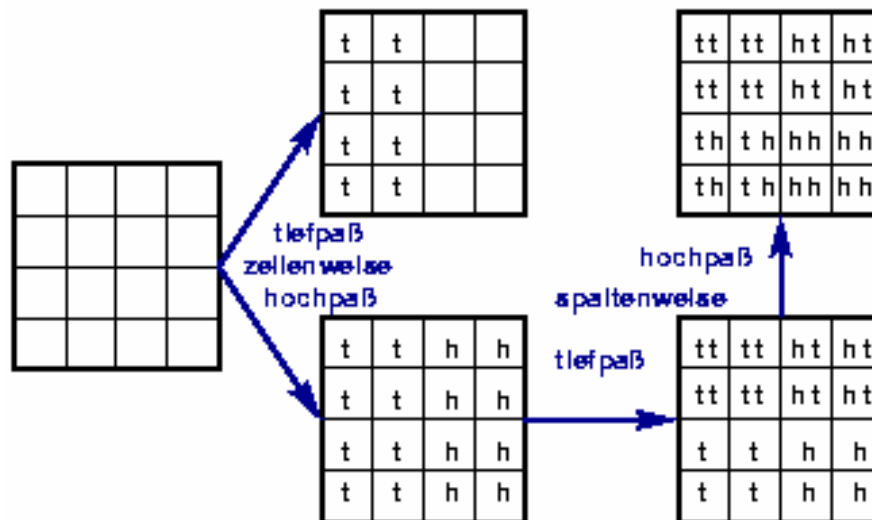 t t
t t
t t
t t
tt tt ht ht
tt tt ht ht
th th hh hh
th th hh hh
tiefpaß
zeilenweise
hochpaß
hochpaß
spaltenweise
tiefpaß
t t h h
t t h h
t t h h
t t h h
tt tt ht ht
tt tt ht ht
t t h h
t t h h